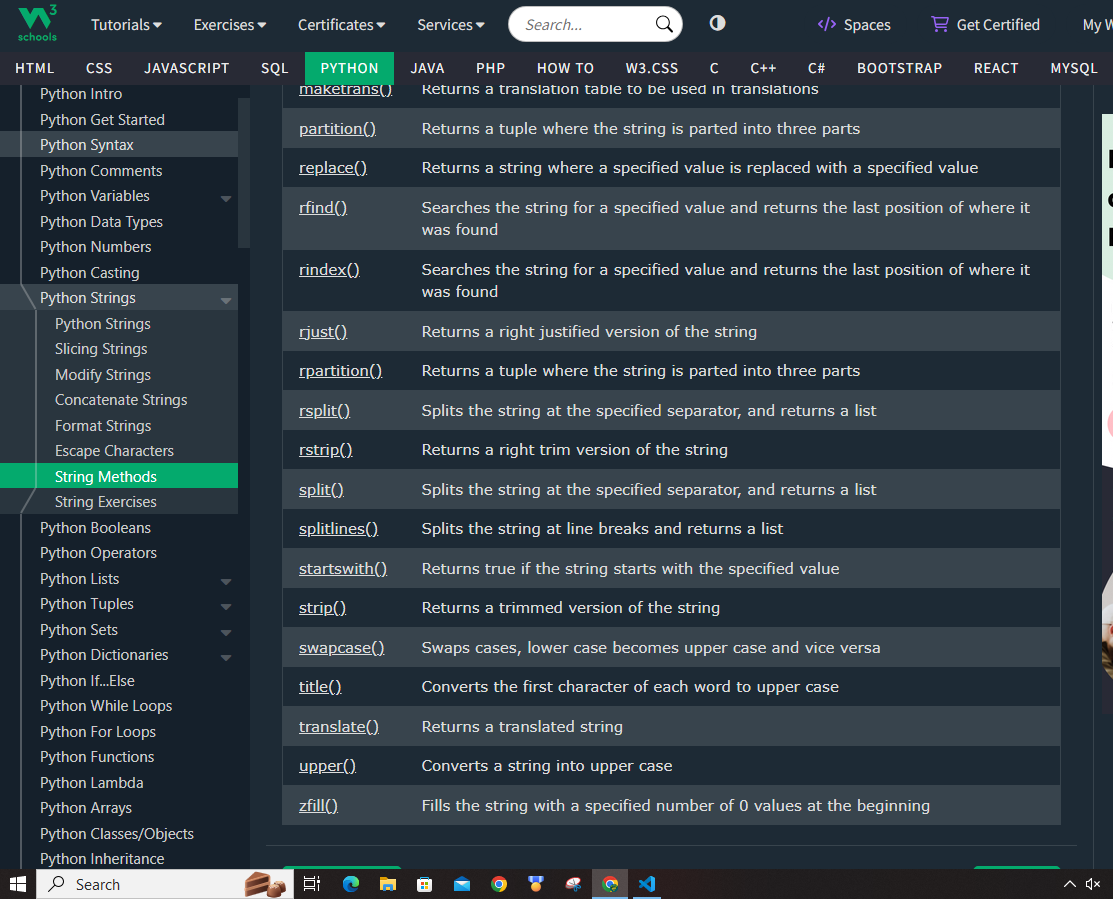 W3
schools
Tutorials
Exercises
Certificates
Services
Search...
Spaces
Get Certified
My
HTML CSS JAVASCRIPT SQL PYTHON JAVA PHP HOW TO W3.CSS C C++ C# BOOTSTRAP REACT MYSQL
Python Intro
Python Get Started
Python Syntax
Python Comments
Python Variables
Python Data Types
Python Numbers
Python Casting
Python Strings
Python Strings
Slicing Strings
Modify Strings
Concatenate Strings
Format Strings
Escape Characters
String Methods
String Exercises
Python Booleans
Python Operators
Python Lists
Python Tuples
Python Sets
Python Dictionaries
Python If...Else
Python While Loops
Python For Loops
Python Functions
Python Lambda
Python Arrays
Python Classes/Objects
Python Inheritance
maketrans() Returns a translation table to be used in translations
partition() Returns a tuple where the string is parted into three parts
replace() Returns a string where a specified value is replaced with a specified value
rfind() Searches the string for a specified value and returns the last position of where it
was found
rindex() Searches the string for a specified value and returns the last position of where it
was found
rjust() Returns a right justified version of the string
rpartition() Returns a tuple where the string is parted into three parts
rsplit() Splits the string at the specified separator, and returns a list
rstrip() Returns a right trim version of the string
split() Splits the string at the specified separator, and returns a list
splitlines() Splits the string at line breaks and returns a list
startswith() Returns true if the string starts with the specified value
strip() Returns a trimmed version of the string
swapcase() Swaps cases, lower case becomes upper case and vice versa
title() Converts the first character of each word to upper case
translate() Returns a translated string
upper() Converts a string into upper case
zfill() Fills the string with a specified number of 0 values at the beginning
Search